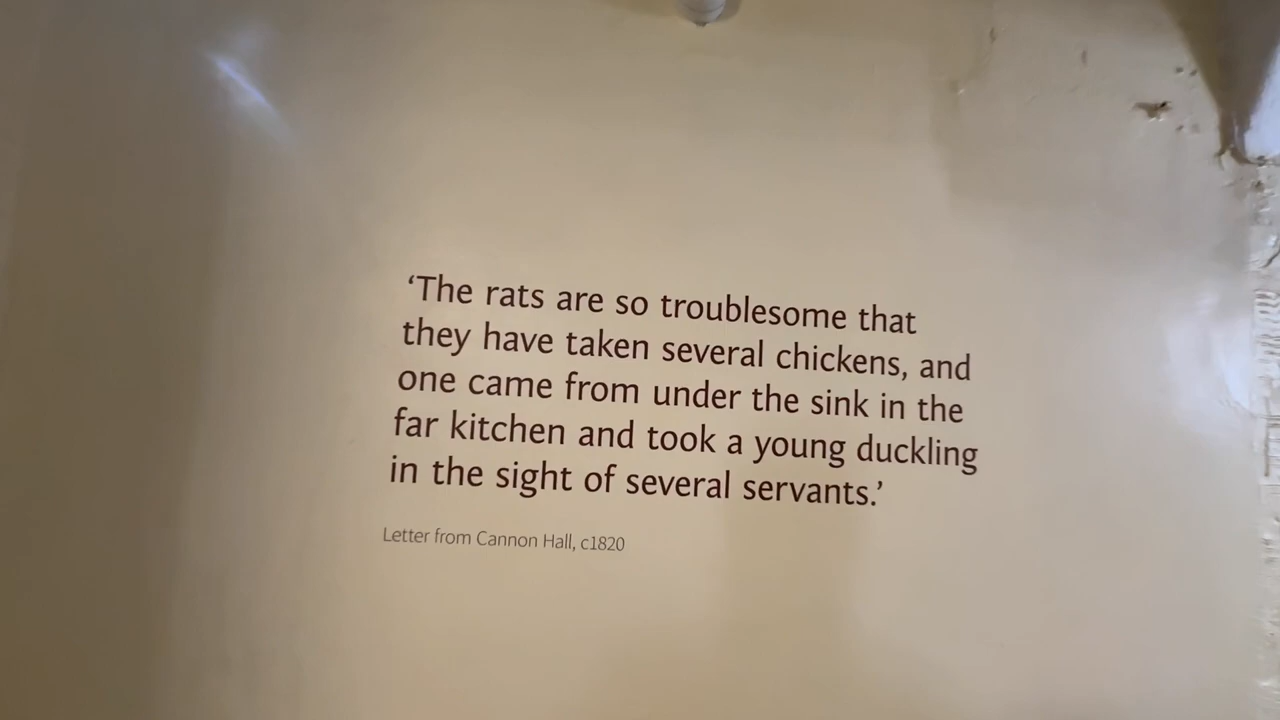 ‘The rats are so troublesome that
they have taken several chickens, and
one came from under the sink in the
far kitchen and took a young duckling
in the sight of several servants.’
Letter from Cannon Hall, c1820